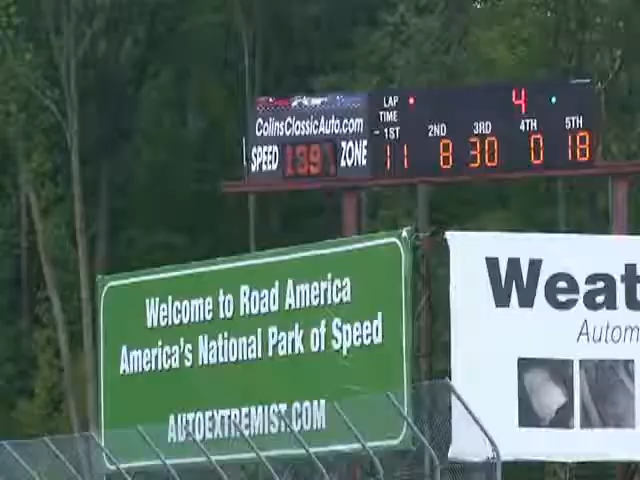 ColinsClassicAuto.com
SPEED ZONE
LAP 4
TIME
1ST 2ND 3RD 4TH 5TH
11 8 30 0 18
Welcome to Road America
America's National Park of Speed
AUTOEXTREMIST.COM
Weat
Autom